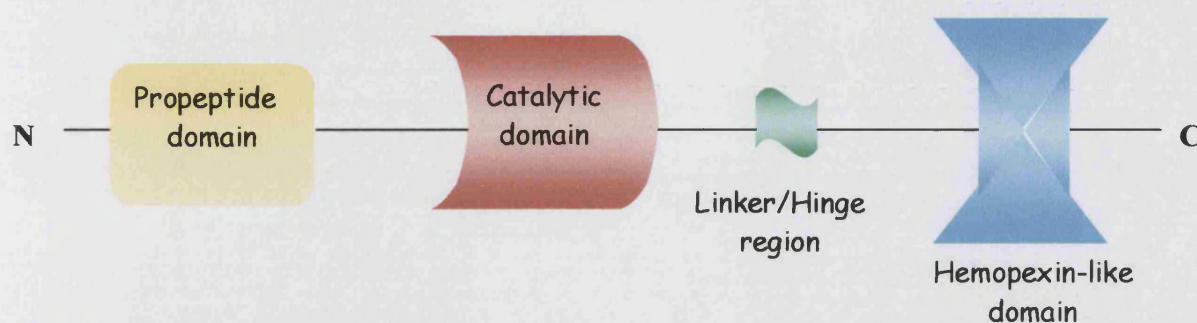 N
Propeptide
domain
Catalytic
domain
Linker/Hinge
region
Hemopexin-like
domain
C